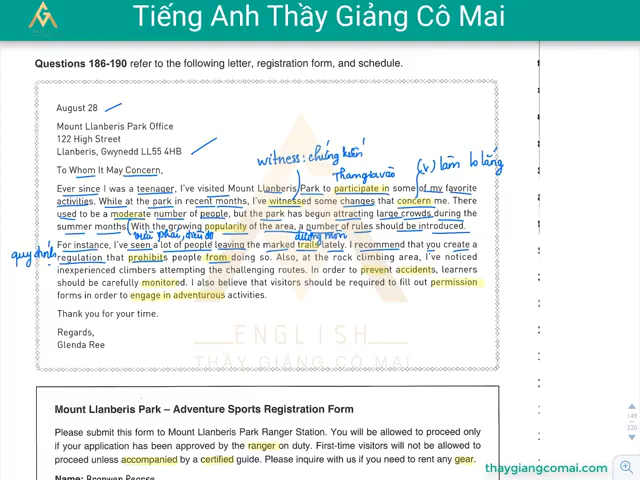 Tiếng Anh Thầy Giảng Cô Mai
Questions 186-190 refer to the following letter, registration form, and schedule.
August 28
Mount Llanberis Park Office
122 High Street
Llanberis, Gwynedd LL55 4HB
witness: chứng kiến
(v) làm lo lắng
To Whom It May Concern,
Tham gia vào
Ever since I was a teenager, I've visited Mount Llanberis Park to participate in some of my favorite
activities. While at the park in recent months, I've witnessed some changes that concern me. There
used to be a moderate number of people, but the park has begun attracting large crowds during the
summer months. With the growing popularity of the area, a number of rules should be introduced.
đường mòn
For instance, I've seen a lot of people leaving the marked trails lately. I recommend that you create a
quy định
regulation that prohibits people from doing so. Also, at the rock climbing area, I've noticed
inexperienced climbers attempting the challenging routes. In order to prevent accidents, learners
should be carefully monitored. I also believe that visitors should be required to fill out permission
forms in order to engage in adventurous activities.
Thank you for your time.
Regards,
Glenda Ree
ENGLISH
THẦY GIẢNG CÔ MAI
Mount Llanberis Park – Adventure Sports Registration Form
Please submit this form to Mount Llanberis Park Ranger Station. You will be allowed to proceed only
if your application has been approved by the ranger on duty. First-time visitors will not be allowed to
proceed unless accompanied by a certified guide. Please inquire with us if you need to rent any gear.
Name: Bronwen Pearse
149
220
thaygiangcomai.com